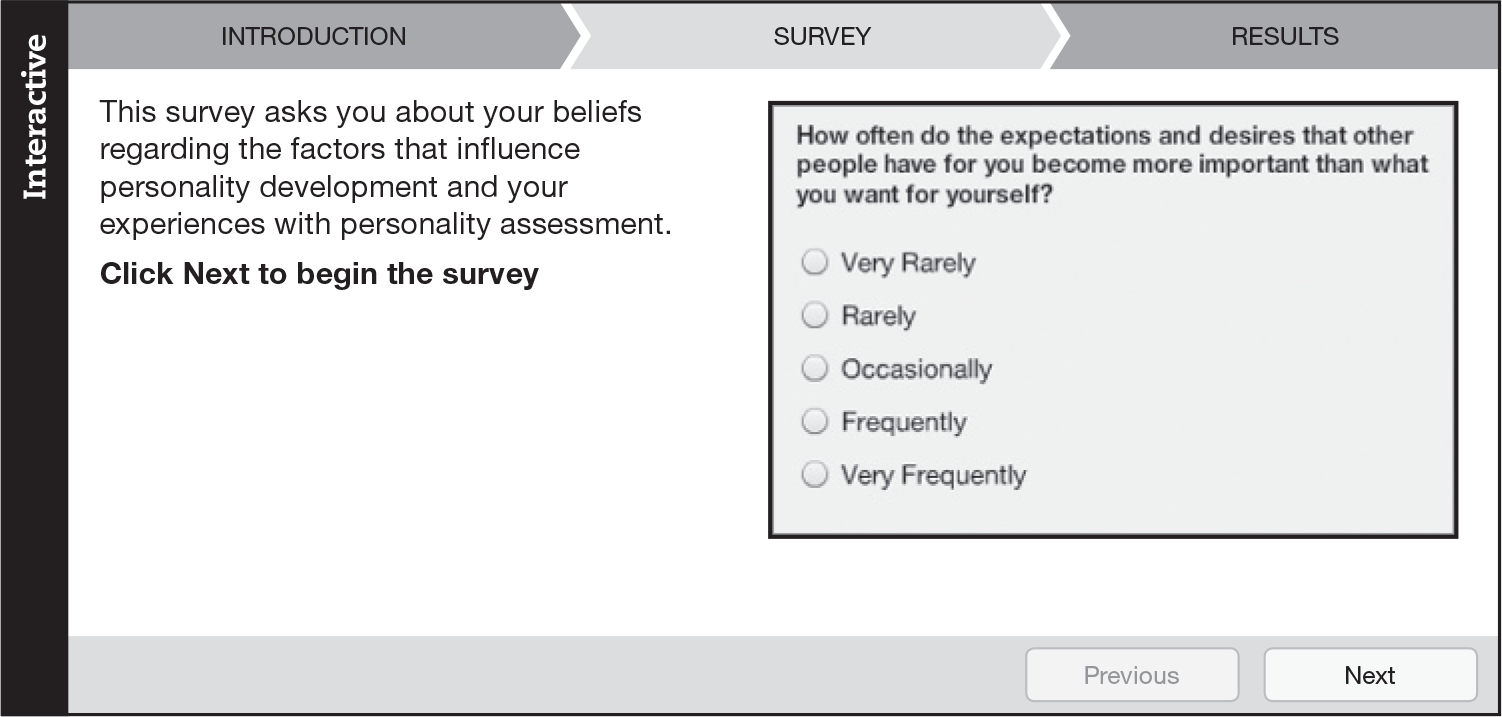 Interactive
INTRODUCTION
SURVEY
RESULTS
This survey asks you about your beliefs
regarding the factors that influence
personality development and your
experiences with personality assessment.
Click Next to begin the survey
How often do the expectations and desires that other
people have for you become more important than what
you want for yourself?
Very Rarely
Rarely
Occasionally
Frequently
Very Frequently
Previous
Next